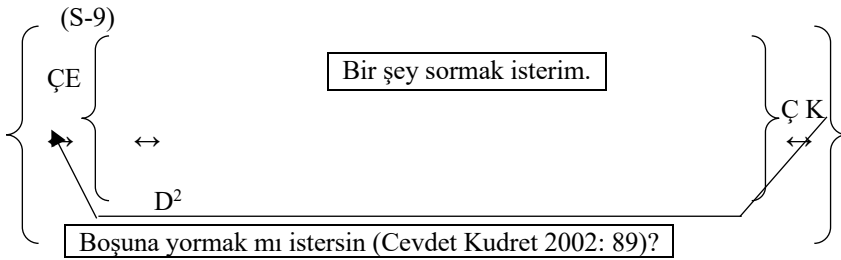 (S-9)
Bir şey sormak isterim.
ÇE
Ç K
↔ ↔ ↔
D²
Boşuna yormak mı istersin (Cevdet Kudret 2002: 89)?